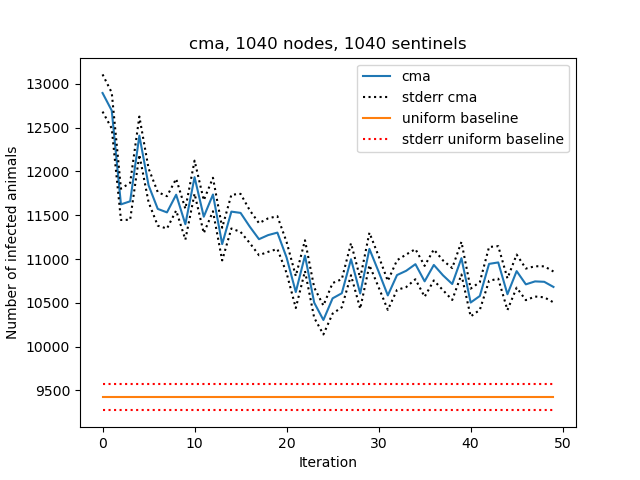 cma, 1040 nodes, 1040 sentinels
cma
stderr cma
uniform baseline
stderr uniform baseline
Number of infected animals
13000
12500
12000
11500
11000
10500
10000
9500
0 10 20 30 40 50
Iteration